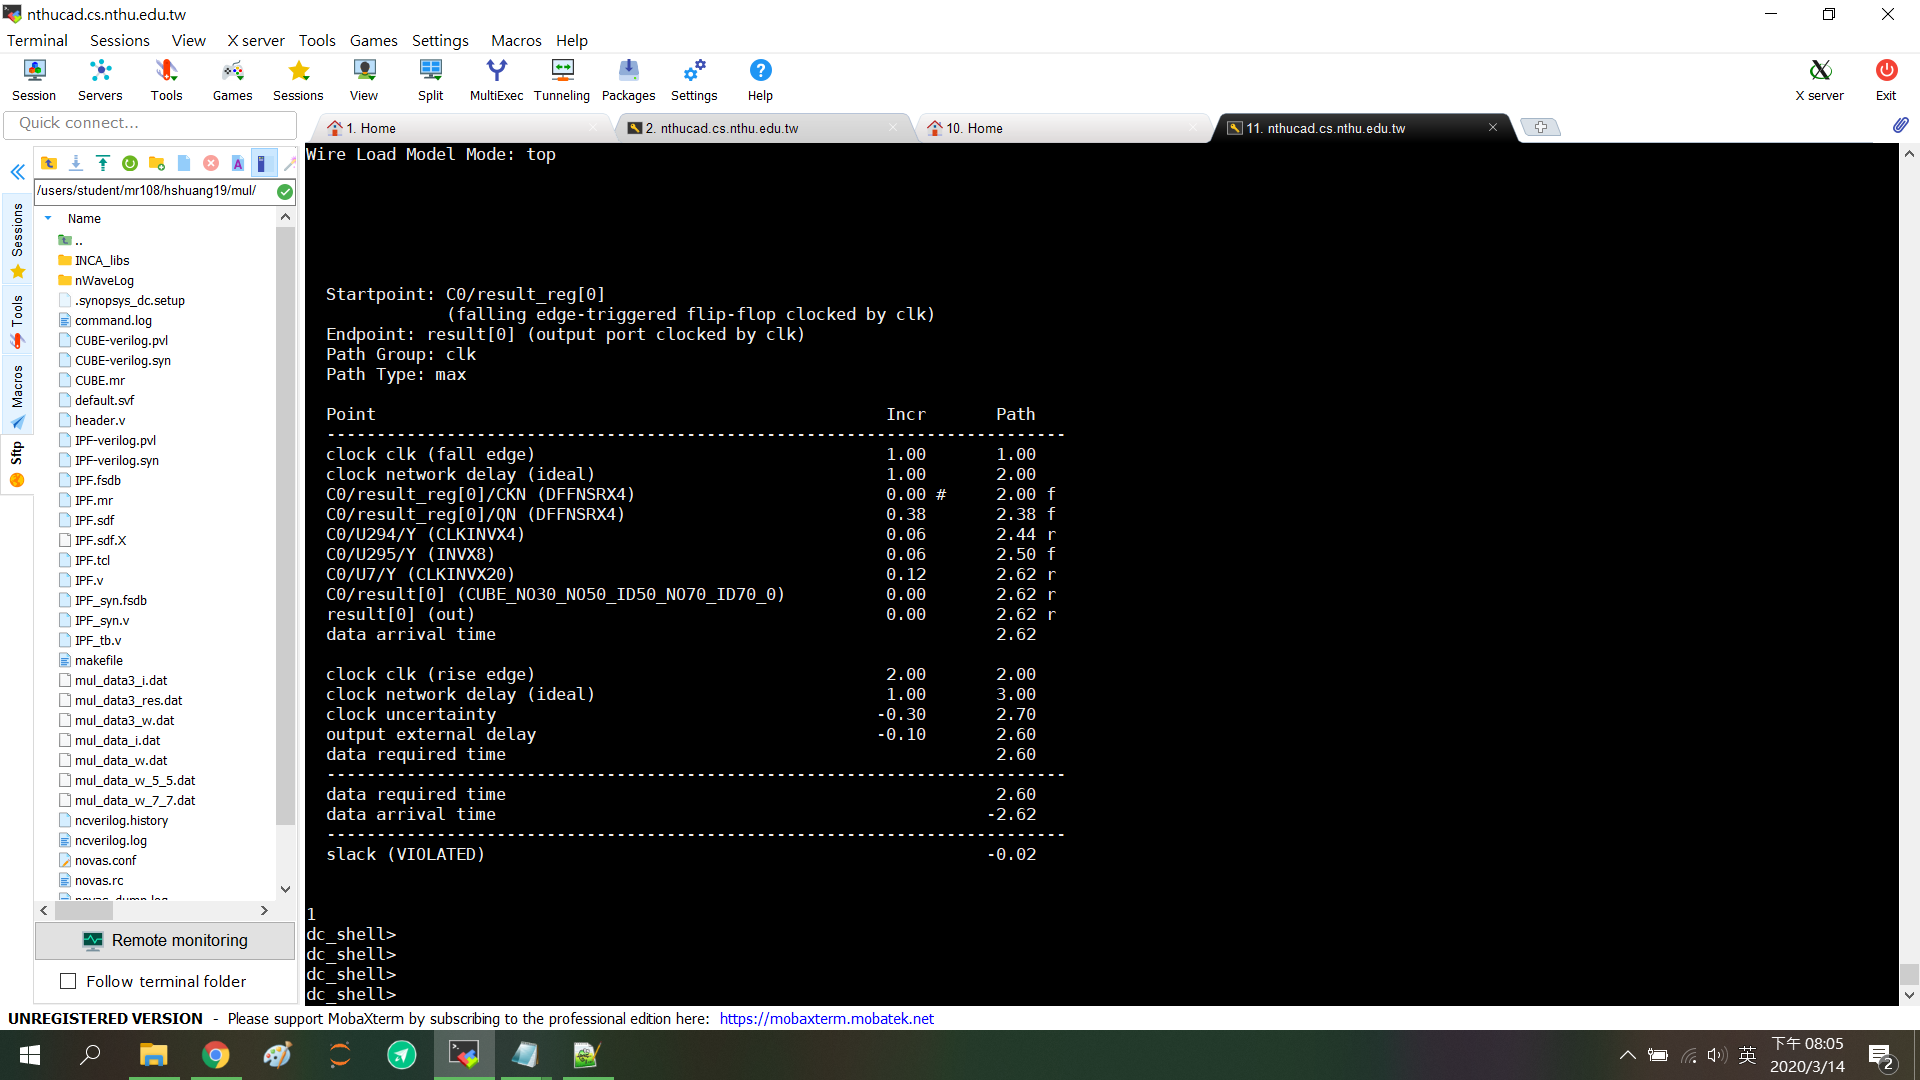 nthucad.cs.nthu.edu.tw
Terminal Sessions View X server Tools Games Settings Macros Help
Session Servers Tools Games Sessions View Split MultiExec Tunneling Packages Settings Help X server Exit
Quick connect...
1. Home 2. nthucad.cs.nthu.edu.tw 10. Home 11. nthucad.cs.nthu.edu.tw
/users/student/mr108/hshuang19/mul/
Sessions
Tools
Macros
Sftp
Name
..
INCA_libs
nWaveLog
.synopsys_dc.setup
command.log
CUBE-verilog.pvl
CUBE-verilog.syn
CUBE.mr
default.svf
header.v
IPF-verilog.pvl
IPF-verilog.syn
IPF.fsdb
IPF.mr
IPF.sdf
IPF.sdf.X
IPF.tcl
IPF.v
IPF_syn.fsdb
IPF_syn.v
IPF_tb.v
makefile
mul_data3_i.dat
mul_data3_res.dat
mul_data3_w.dat
mul_data_i.dat
mul_data_w.dat
mul_data_w_5_5.dat
mul_data_w_7_7.dat
ncverilog.history
ncverilog.log
novas.conf
novas.rc
novas_dump.log
Remote monitoring
Follow terminal folder
Wire Load Model Mode: top
Startpoint: C0/result_reg[0]
(falling edge-triggered flip-flop clocked by clk)
Endpoint: result[0] (output port clocked by clk)
Path Group: clk
Path Type: max
Point Incr Path
--------------------------------------------------------------------------
clock clk (fall edge) 1.00 1.00
clock network delay (ideal) 1.00 2.00
C0/result_reg[0]/CKN (DFFNSRX4) 0.00 # 2.00 f
C0/result_reg[0]/QN (DFFNSRX4) 0.38 2.38 f
C0/U294/Y (CLKINVX4) 0.06 2.44 r
C0/U295/Y (INVX8) 0.06 2.50 f
C0/U7/Y (CLKINVX20) 0.12 2.62 r
C0/result[0] (CUBE_NO30_NO50_ID50_NO70_ID70_0) 0.00 2.62 r
result[0] (out) 0.00 2.62 r
data arrival time 2.62
clock clk (rise edge) 2.00 2.00
clock network delay (ideal) 1.00 3.00
clock uncertainty -0.30 2.70
output external delay -0.10 2.60
data required time 2.60
--------------------------------------------------------------------------
data required time 2.60
data arrival time -2.62
--------------------------------------------------------------------------
slack (VIOLATED) -0.02
1
dc_shell>
dc_shell>
dc_shell>
dc_shell>
UNREGISTERED VERSION - Please support MobaXterm by subscribing to the professional edition here: https://mobaxterm.mobatek.net
英
下午 08:05
2020/3/14
2